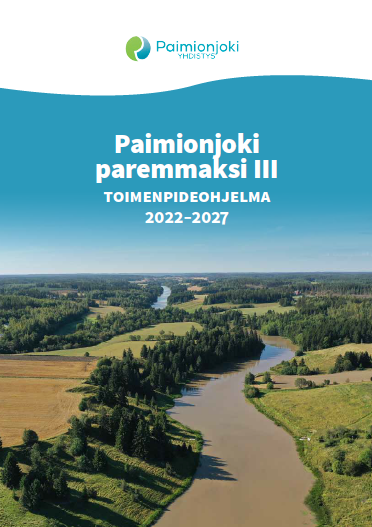 Paimionjoki
YHDISTYS
Paimionjoki
paremmaksi III
TOIMENPIDEOHJELMA
2022–2027